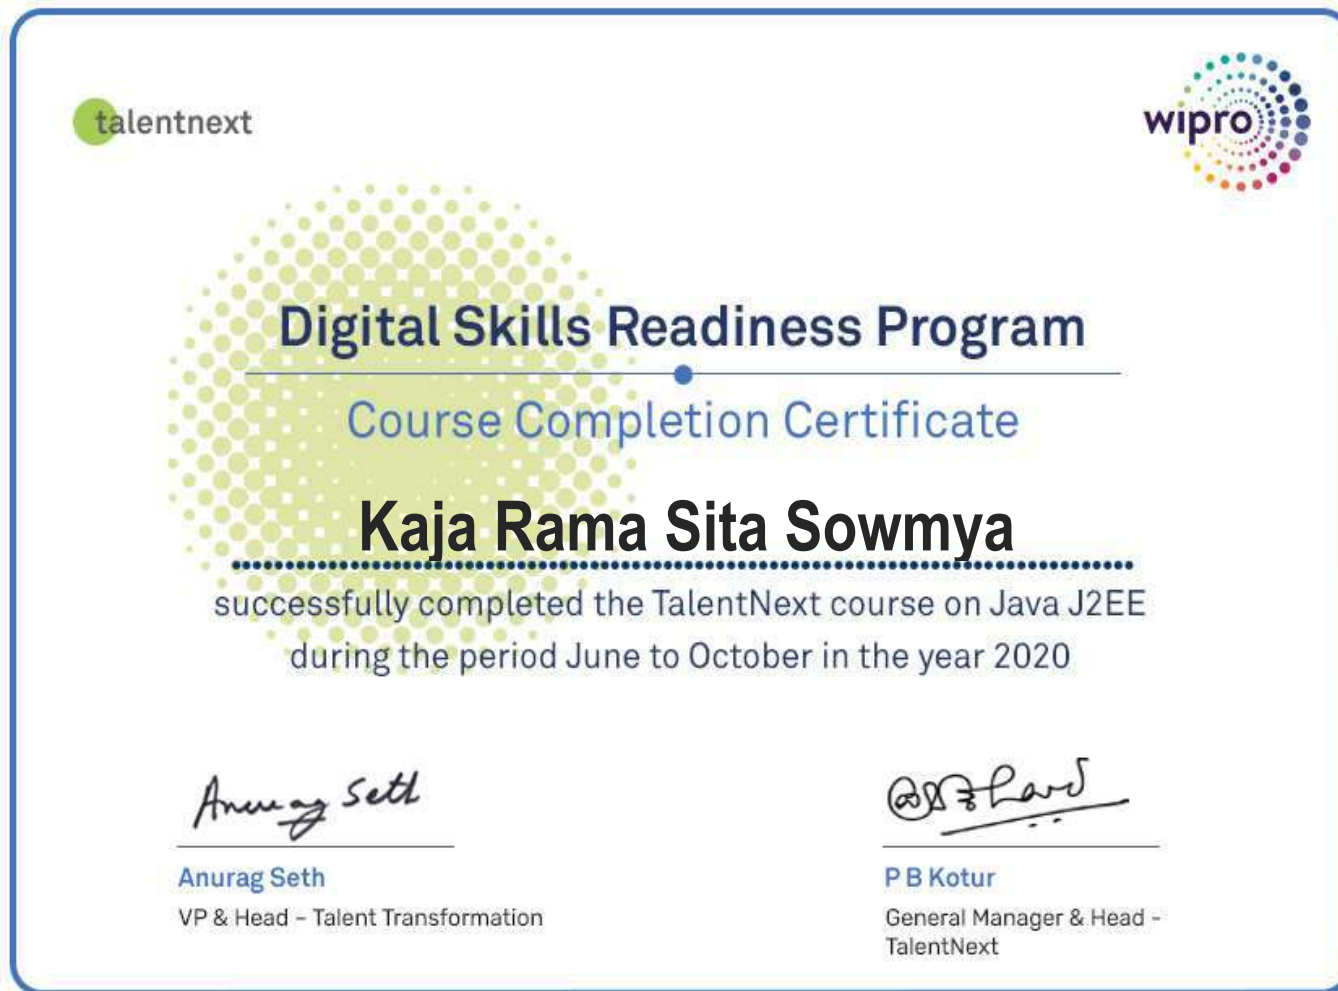 talentnext
wipro
Digital Skills Readiness Program
Course Completion Certificate
Kaja Rama Sita Sowmya
successfully completed the TalentNext course on Java J2EE
during the period June to October in the year 2020
Anurag Seth
Anurag Seth
VP & Head – Talent Transformation
P B Kotur
General Manager & Head -
TalentNext